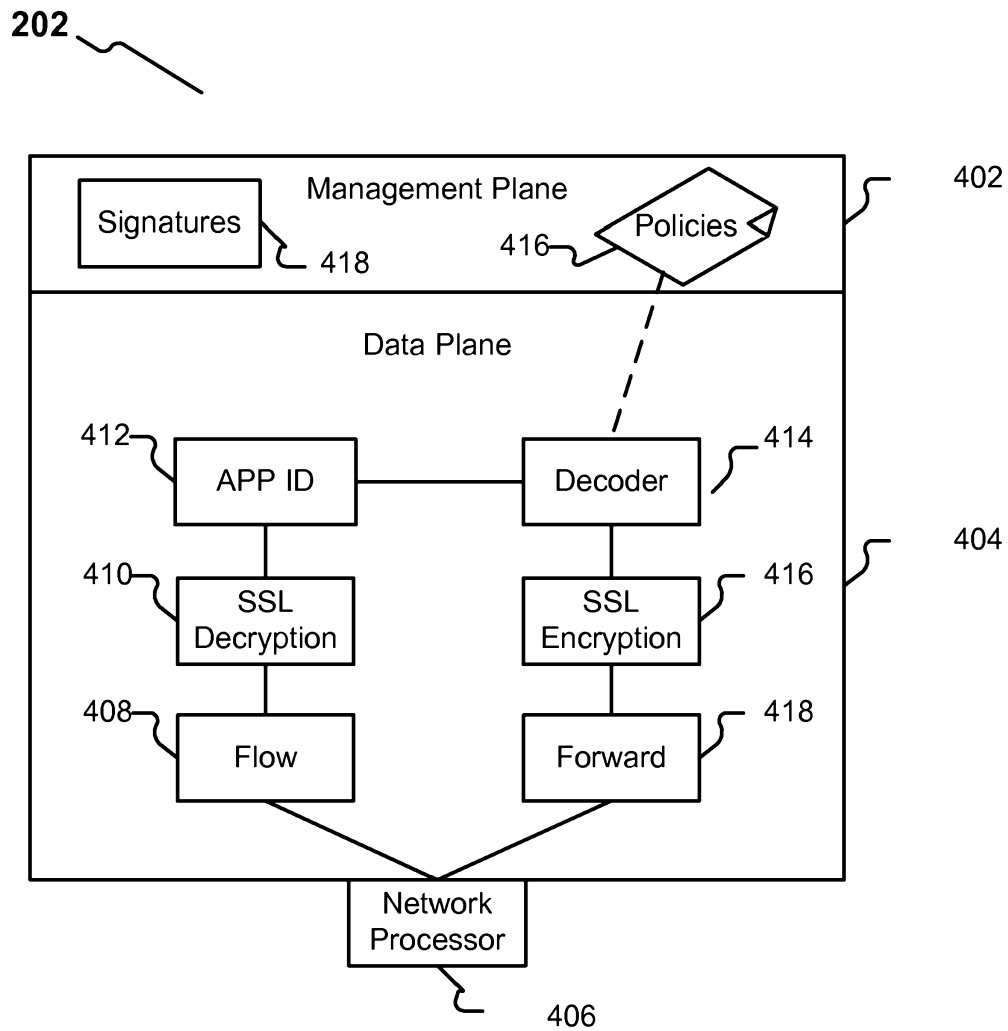 202
Management Plane
402
Signatures
Policies
416
418
Data Plane
412
APP ID
Decoder
414
404
410
SSL
Decryption
SSL
Encryption
416
408
Flow
Forward
418
Network
Processor
406